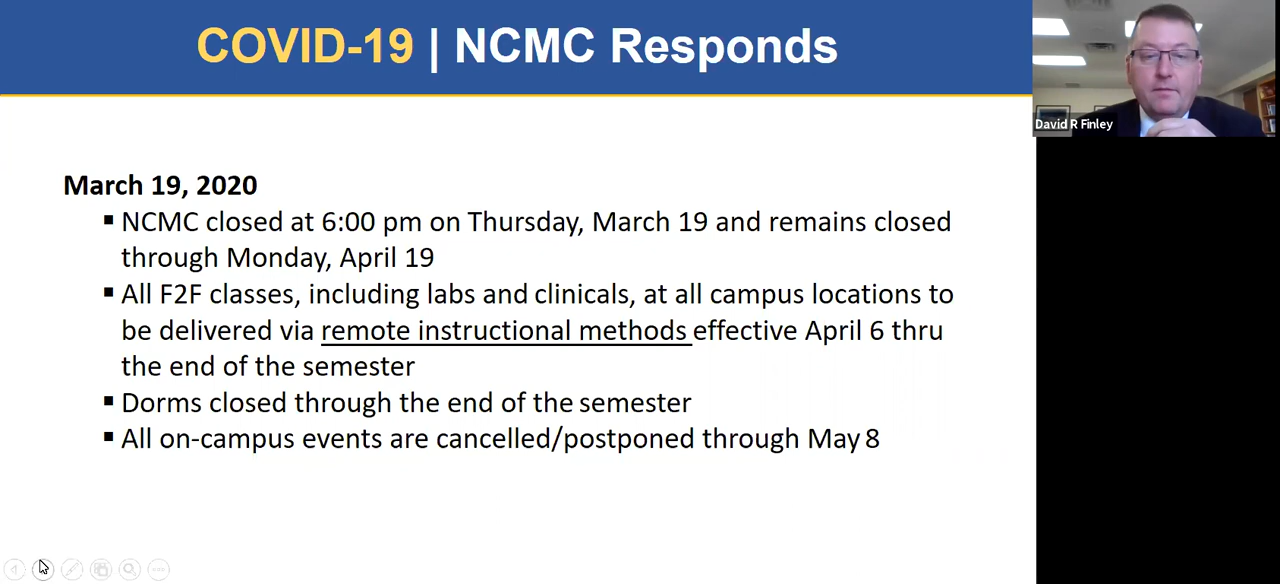 COVID-19 | NCMC Responds
David R Finley
March 19, 2020
▪ NCMC closed at 6:00 pm on Thursday, March 19 and remains closed
through Monday, April 19
▪ All F2F classes, including labs and clinicals, at all campus locations to
be delivered via remote instructional methods effective April 6 thru
the end of the semester
▪ Dorms closed through the end of the semester
▪ All on-campus events are cancelled/postponed through May 8